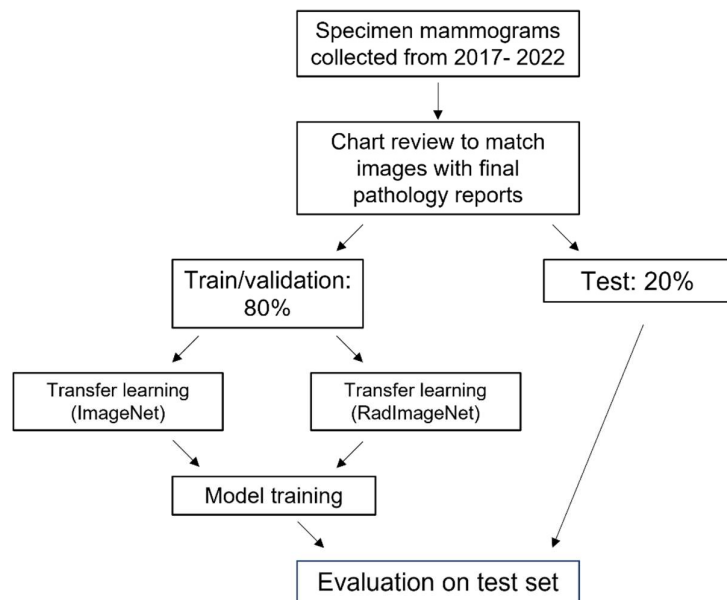 Specimen mammograms
collected from 2017- 2022
Chart review to match
images with final
pathology reports
Train/validation:
80%
Test: 20%
Transfer learning
(ImageNet)
Transfer learning
(RadImageNet)
Model training
Evaluation on test set